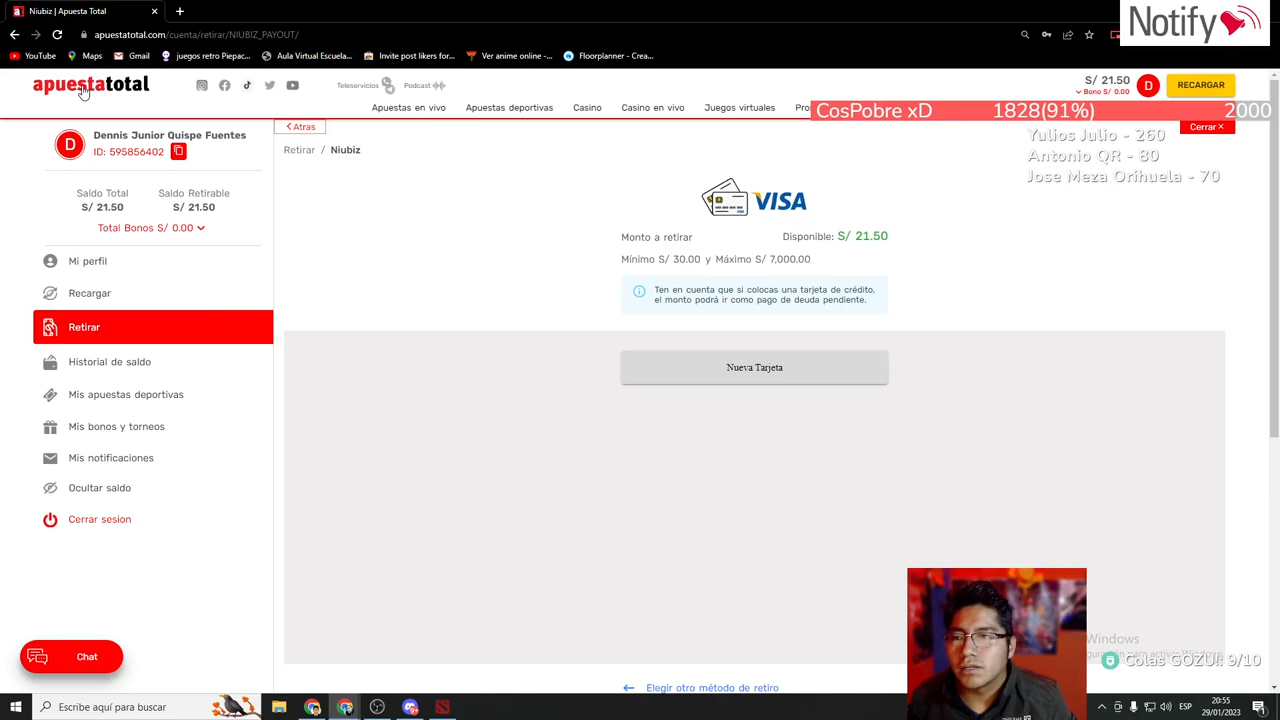 Niubiz | Apuesta Total
apuestatotal.com/cuenta/retirar/NIUBIZ_PAYOUT/
YouTube
Maps
Gmail
juegos retro Piepac...
Aula Virtual Escuela...
Invite post likers for...
Ver anime online -...
Floorplanner - Crea...
Notify
apuestatotal
Teleservicios
Podcast
S/ 21.50
Bono S/ 0.00
D
RECARGAR
Apuestas en vivo
Apuestas deportivas
Casino
Casino en vivo
Juegos virtuales
Pro
CosPobre xD 1828(91%) 2000
Yulios Julio - 260
Antonio QR - 80
Jose Meza Orihuela - 70
Cerrar ×
D
Dennis Junior Quispe Fuentes
ID: 595856402
Saldo Total
S/ 21.50
Saldo Retirable
S/ 21.50
Total Bonos S/ 0.00
Mi perfil
Recargar
Retirar
Historial de saldo
Mis apuestas deportivas
Mis bonos y torneos
Mis notificaciones
Ocultar saldo
Cerrar sesion
Chat
Atras
Retirar / Niubiz
VISA
Monto a retirar
Disponible: S/ 21.50
Mínimo S/ 30.00 y Máximo S/ 7,000.00
Ten en cuenta que si colocas una tarjeta de crédito,
el monto podrá ir como pago de deuda pendiente.
Nueva Tarjeta
Elegir otro método de retiro
Windows
Colas GOZU!: 9/10
Escribe aquí para buscar
ESP
20:55
29/01/2023